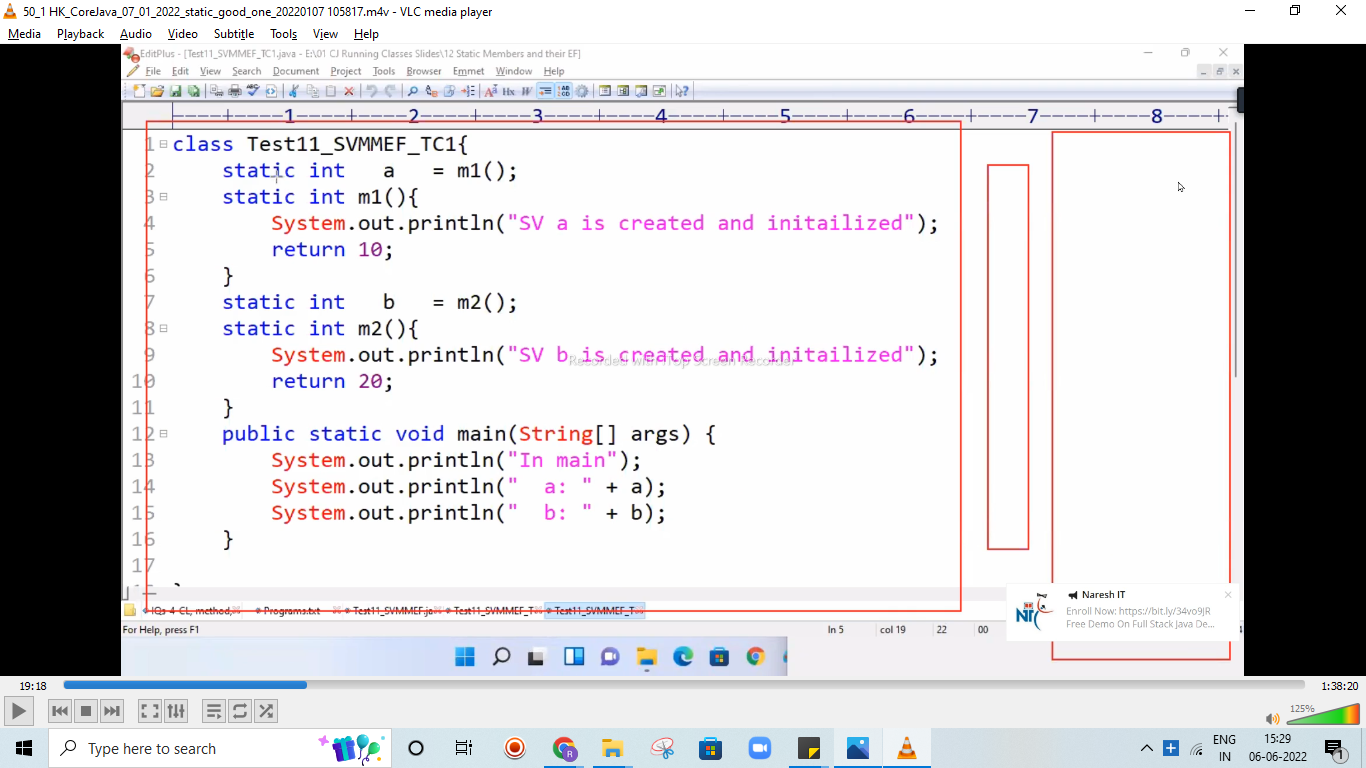 50_1 HK_CoreJava_07_01_2022_static_good_one_20220107 105817.m4v - VLC media player
Media Playback Audio Video Subtitle Tools View Help
EditPlus - [Test11_SVMMEF_TC1.java - E:\01 CJ Running Classes Slides\12 Static Members and their EF]
File Edit View Search Document Project Tools Browser Emmet Window Help
----+----1----+----2----+----3----+----4----+----5----+----6----+----7----+----8----+-
1 class Test11_SVMMEF_TC1{
2 static int a = m1();
3 static int m1(){
4 System.out.println("SV a is created and initailized");
5 return 10;
6 }
7 static int b = m2();
8 static int m2(){
9 System.out.println("SV b is created and initailized");
Recorded with iTop Screen Recorder
10 return 20;
11 }
12 public static void main(String[] args) {
13 System.out.println("In main");
14 System.out.println("  a: " + a);
15 System.out.println("  b: " + b);
16 }
17
IQs-4-CL, method, Programs.txt Test11_SVMMEF.ja Test11_SVMMEF_T Test11_SVMMEF_T
For Help, press F1 ln 5 col 19 22 00
Naresh IT
Enroll Now: https://bit.ly/34vo9JR
Free Demo On Full Stack Java De...
19:18 1:38:20
125%
Type here to search
ENG 15:29
IN 06-06-2022
1